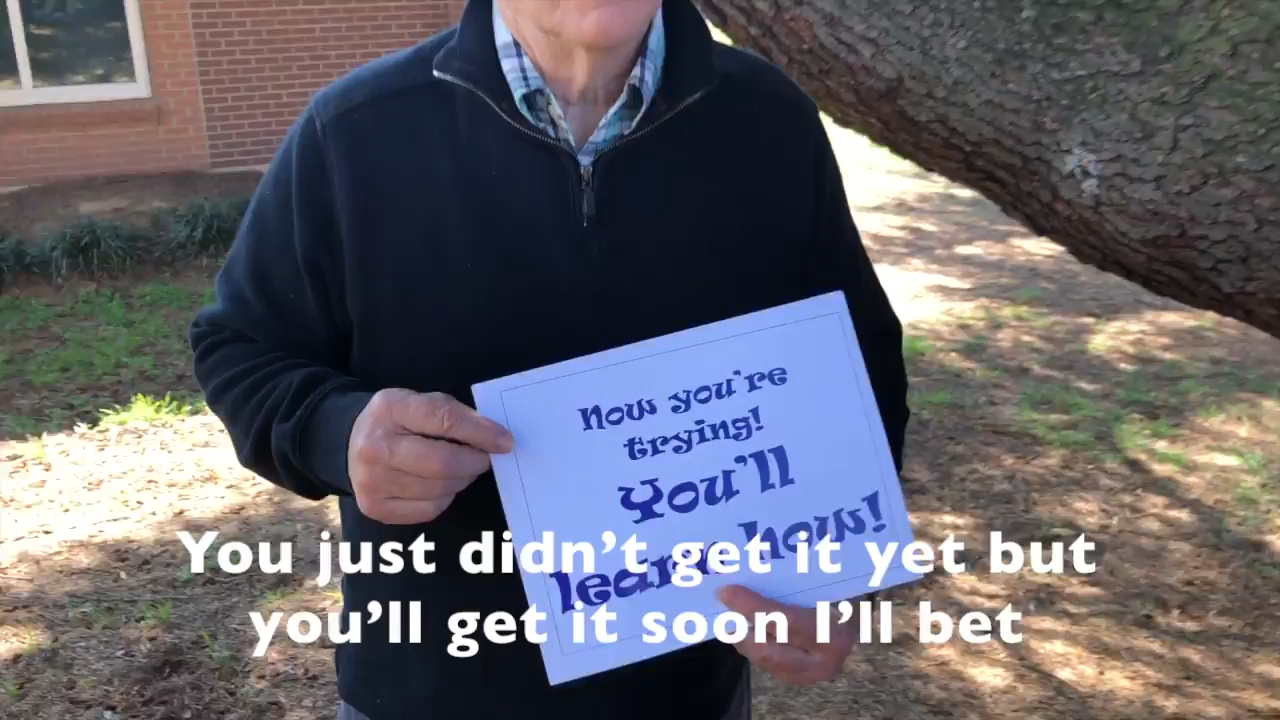 Now you're
trying!
You'll
learn how!
You just didn't get it yet but
you'll get it soon I'll bet